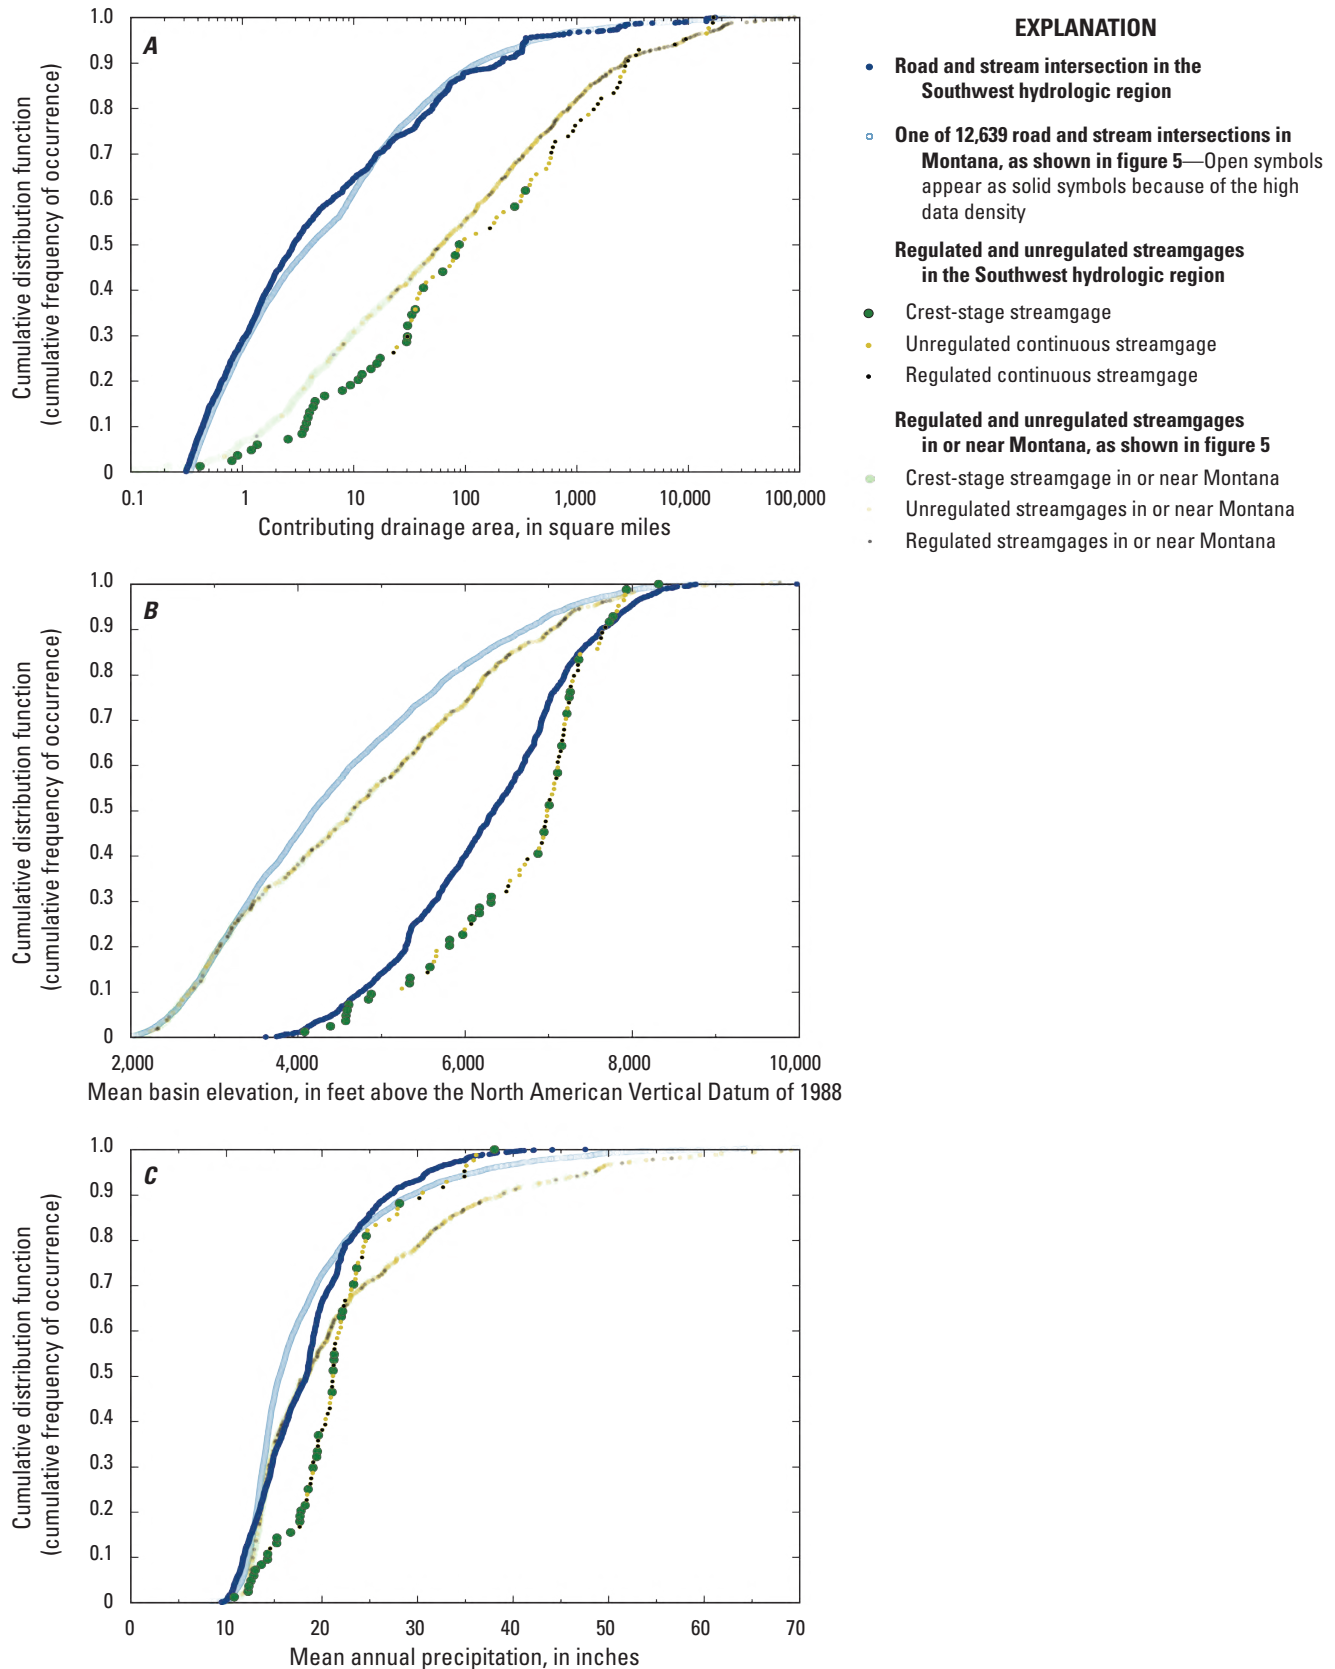 A
1.0
0.9
0.8
0.7
0.6
0.5
0.4
0.3
0.2
0.1
0
Cumulative distribution function
(cumulative frequency of occurrence)
0.1 1 10 100 1,000 10,000 100,000
Contributing drainage area, in square miles
EXPLANATION
Road and stream intersection in the
Southwest hydrologic region
One of 12,639 road and stream intersections in
Montana, as shown in figure 5—Open symbols
appear as solid symbols because of the high
data density
Regulated and unregulated streamgages
in the Southwest hydrologic region
Crest-stage streamgage
Unregulated continuous streamgage
Regulated continuous streamgage
Regulated and unregulated streamgages
in or near Montana, as shown in figure 5
Crest-stage streamgage in or near Montana
Unregulated streamgages in or near Montana
Regulated streamgages in or near Montana
B
1.0
0.9
0.8
0.7
0.6
0.5
0.4
0.3
0.2
0.1
0
Cumulative distribution function
(cumulative frequency of occurrence)
2,000 4,000 6,000 8,000 10,000
Mean basin elevation, in feet above the North American Vertical Datum of 1988
C
1.0
0.9
0.8
0.7
0.6
0.5
0.4
0.3
0.2
0.1
0
Cumulative distribution function
(cumulative frequency of occurrence)
0 10 20 30 40 50 60 70
Mean annual precipitation, in inches